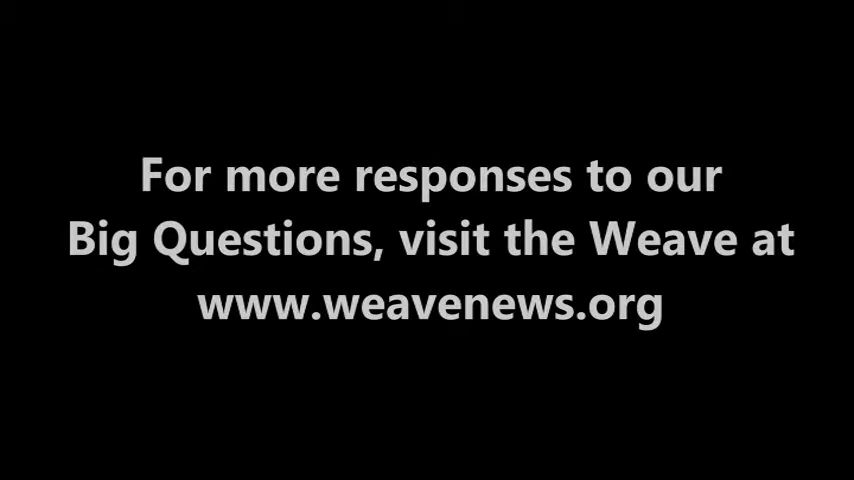 For more responses to our
Big Questions, visit the Weave at
www.weavenews.org